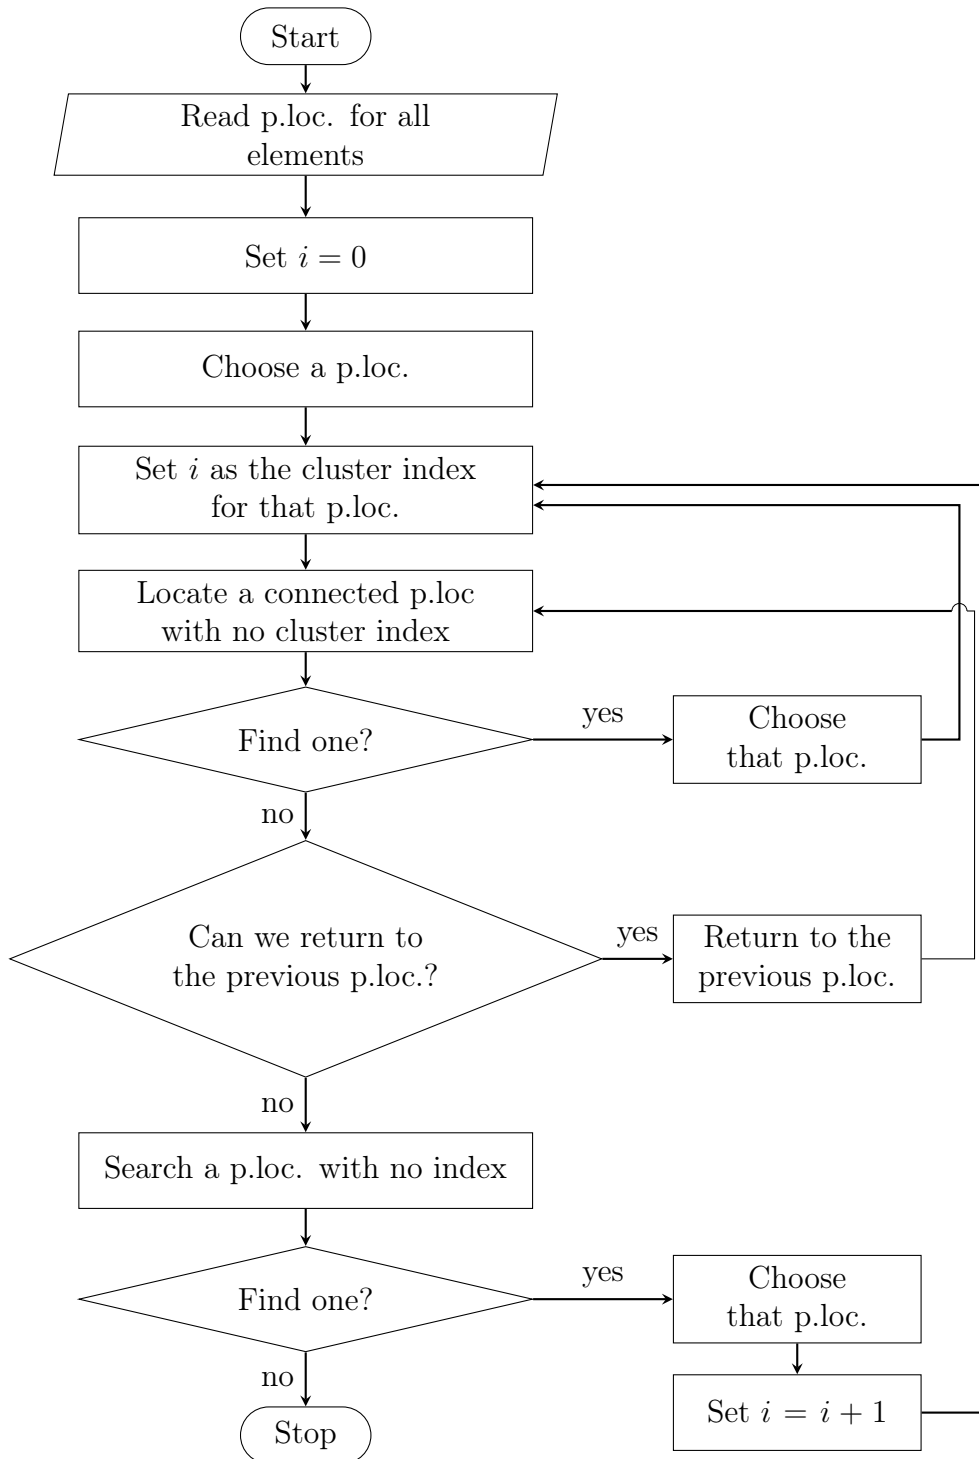 Start
Read p.loc. for all
elements
Set i = 0
Choose a p.loc.
Set i as the cluster index
for that p.loc.
Locate a connected p.loc
with no cluster index
Find one?
yes
Choose
that p.loc.
no
Can we return to
the previous p.loc.?
yes
Return to the
previous p.loc.
no
Search a p.loc. with no index
Find one?
yes
Choose
that p.loc.
no
Set i = i + 1
Stop